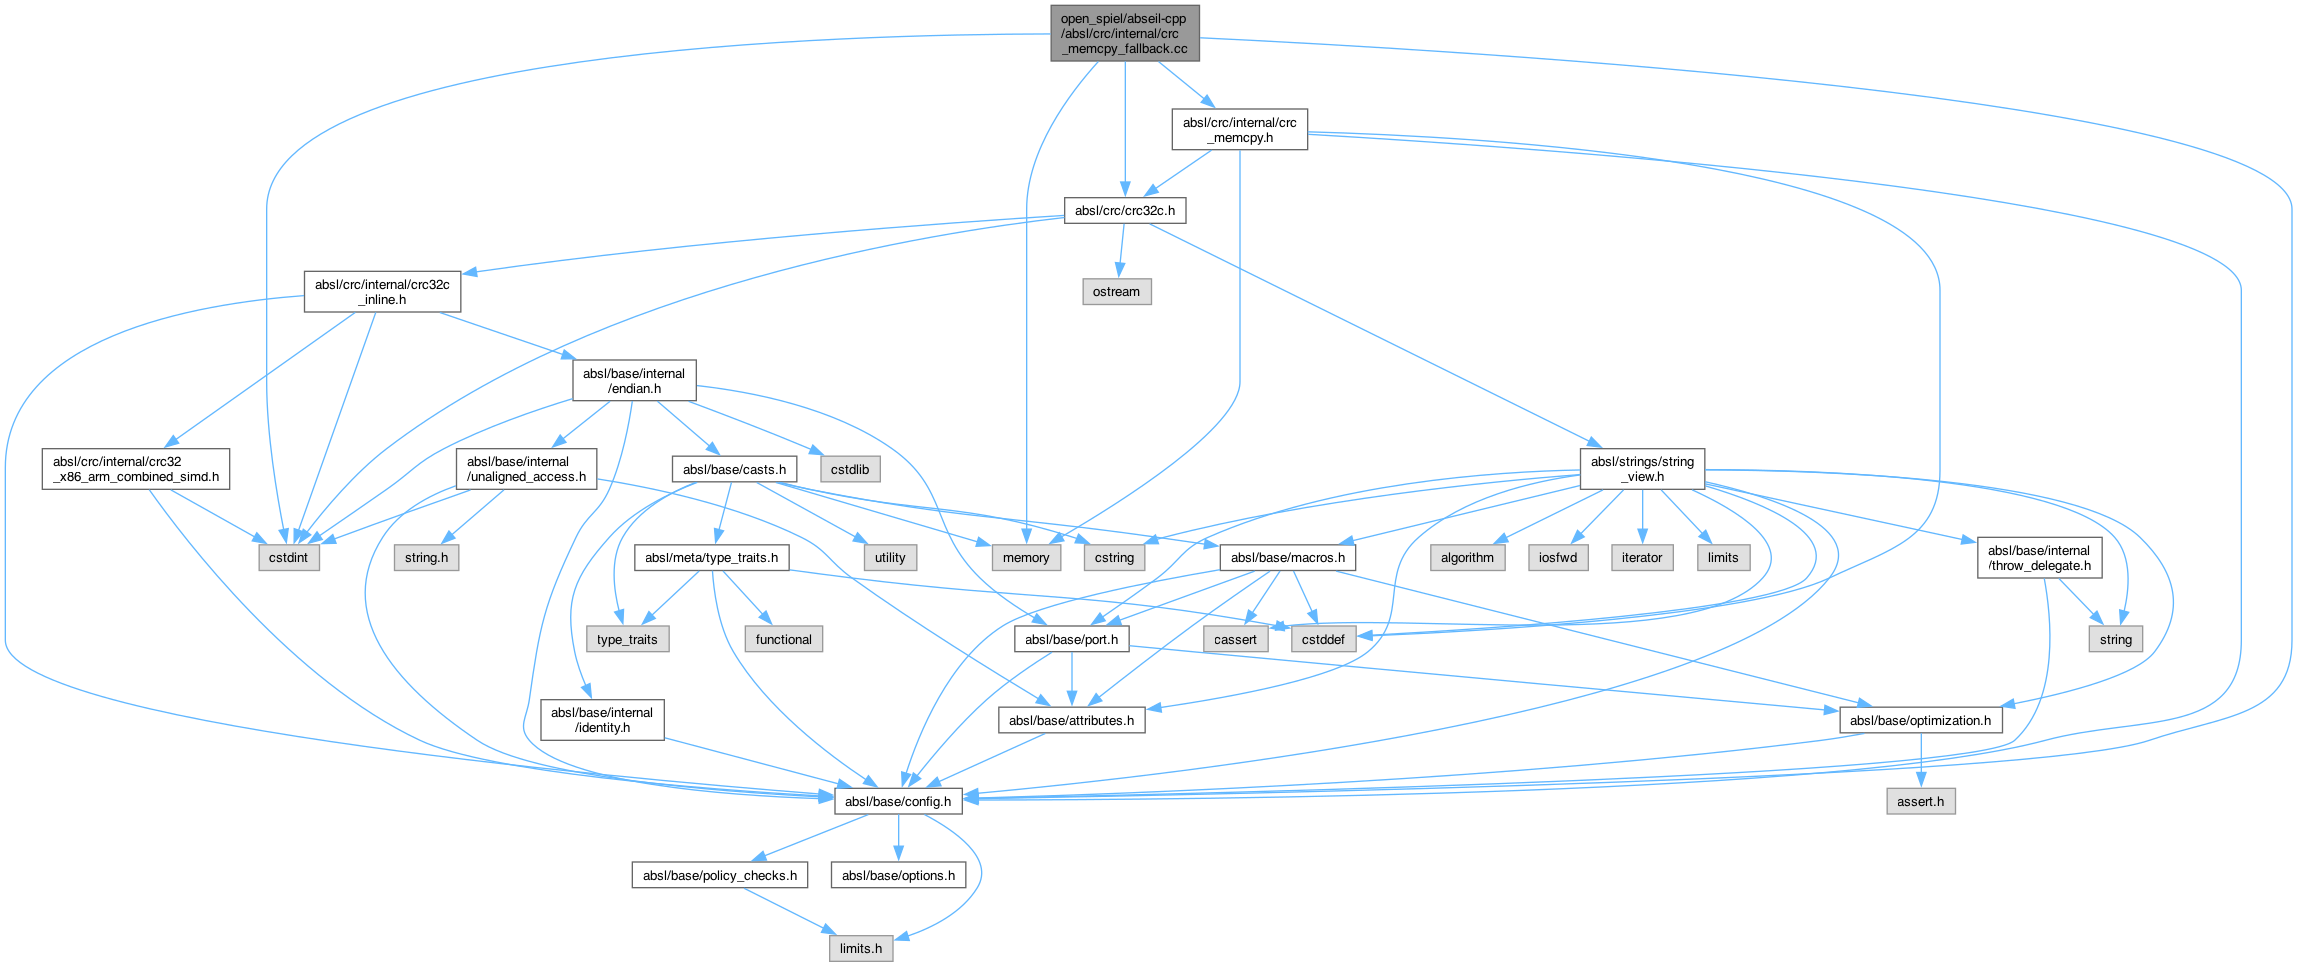 open_spiel/abseil-cpp
/absl/crc/internal/crc
_memcpy_fallback.cc
absl/crc/internal/crc
_memcpy.h
absl/crc/crc32c.h
absl/crc/internal/crc32c
_inline.h
ostream
absl/base/internal
/endian.h
absl/crc/internal/crc32
_x86_arm_combined_simd.h
absl/base/internal
/unaligned_access.h
absl/base/casts.h
cstdlib
absl/strings/string
_view.h
cstdint
string.h
absl/meta/type_traits.h
utility
memory
cstring
absl/base/macros.h
algorithm
iosfwd
iterator
limits
absl/base/internal
/throw_delegate.h
type_traits
functional
absl/base/port.h
cassert
cstddef
string
absl/base/internal
/identity.h
absl/base/attributes.h
absl/base/optimization.h
absl/base/config.h
assert.h
absl/base/policy_checks.h
absl/base/options.h
limits.h